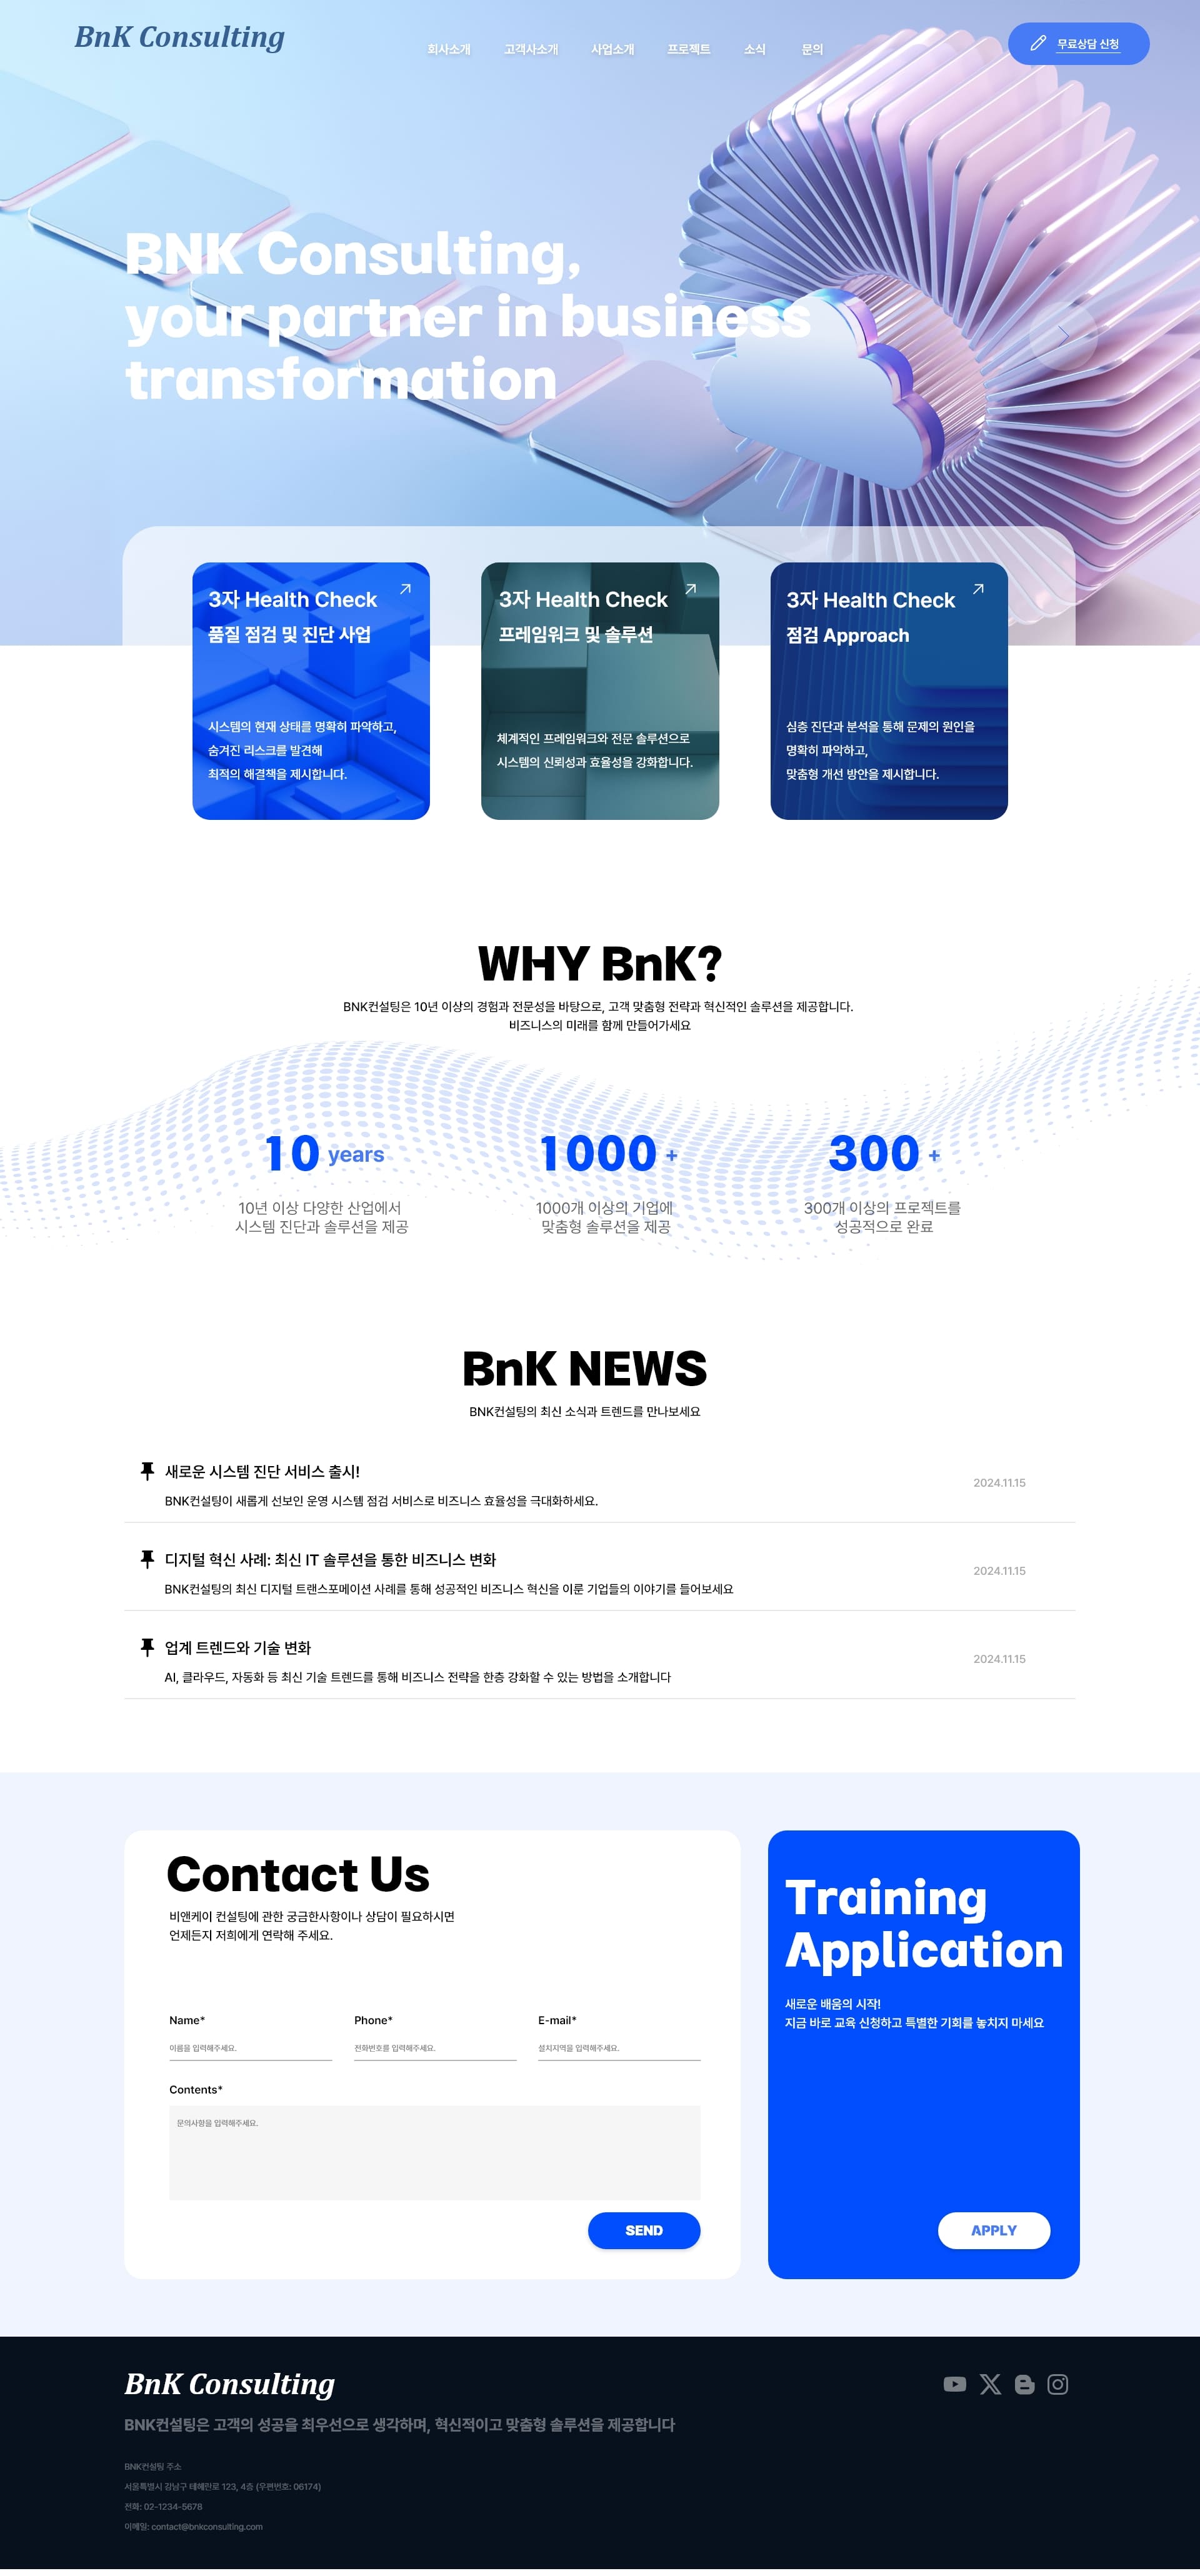 BnK Consulting
회사소개
고객사소개
사업소개
프로젝트
소식
문의
무료상담 신청
BNK Consulting,
your partner in business
transformation
3자 Health Check
품질 점검 및 진단 사업
시스템의 현재 상태를 명확히 파악하고,
숨겨진 리스크를 발견해
최적의 해결책을 제시합니다.
3자 Health Check
프레임워크 및 솔루션
체계적인 프레임워크와 전문 솔루션으로
시스템의 신뢰성과 효율성을 강화합니다.
3자 Health Check
점검 Approach
심층 진단과 분석을 통해 문제의 원인을
명확히 파악하고,
맞춤형 개선 방안을 제시합니다.
WHY BnK?
BNK컨설팅은 10년 이상의 경험과 전문성을 바탕으로, 고객 맞춤형 전략과 혁신적인 솔루션을 제공합니다.
비즈니스의 미래를 함께 만들어가세요
10 years
10년 이상 다양한 산업에서
시스템 진단과 솔루션을 제공
1000 +
1000개 이상의 기업에
맞춤형 솔루션을 제공
300 +
300개 이상의 프로젝트를
성공적으로 완료
BnK NEWS
BNK컨설팅의 최신 소식과 트렌드를 만나보세요
새로운 시스템 진단 서비스 출시!
BNK컨설팅이 새롭게 선보인 운영 시스템 점검 서비스로 비즈니스 효율성을 극대화하세요.
2024.11.15
디지털 혁신 사례: 최신 IT 솔루션을 통한 비즈니스 변화
BNK컨설팅의 최신 디지털 트랜스포메이션 사례를 통해 성공적인 비즈니스 혁신을 이룬 기업들의 이야기를 들어보세요
2024.11.15
업계 트렌드와 기술 변화
AI, 클라우드, 자동화 등 최신 기술 트렌드를 통해 비즈니스 전략을 한층 강화할 수 있는 방법을 소개합니다
2024.11.15
Contact Us
비앤케이 컨설팅에 관한 궁금한사항이나 상담이 필요하시면
언제든지 저희에게 연락해 주세요.
Name*
Phone*
E-mail*
이름을 입력해주세요.
전화번호를 입력해주세요.
설치지역을 입력해주세요.
Contents*
문의사항을 입력해주세요.
SEND
Training
Application
새로운 배움의 시작!
지금 바로 교육 신청하고 특별한 기회를 놓치지 마세요
APPLY
BnK Consulting
BNK컨설팅은 고객의 성공을 최우선으로 생각하며, 혁신적이고 맞춤형 솔루션을 제공합니다
BNK컨설팅 주소
서울특별시 강남구 테헤란로 123, 4층 (우편번호: 06174)
전화: 02-1234-5678
이메일: contact@bnkconsulting.com